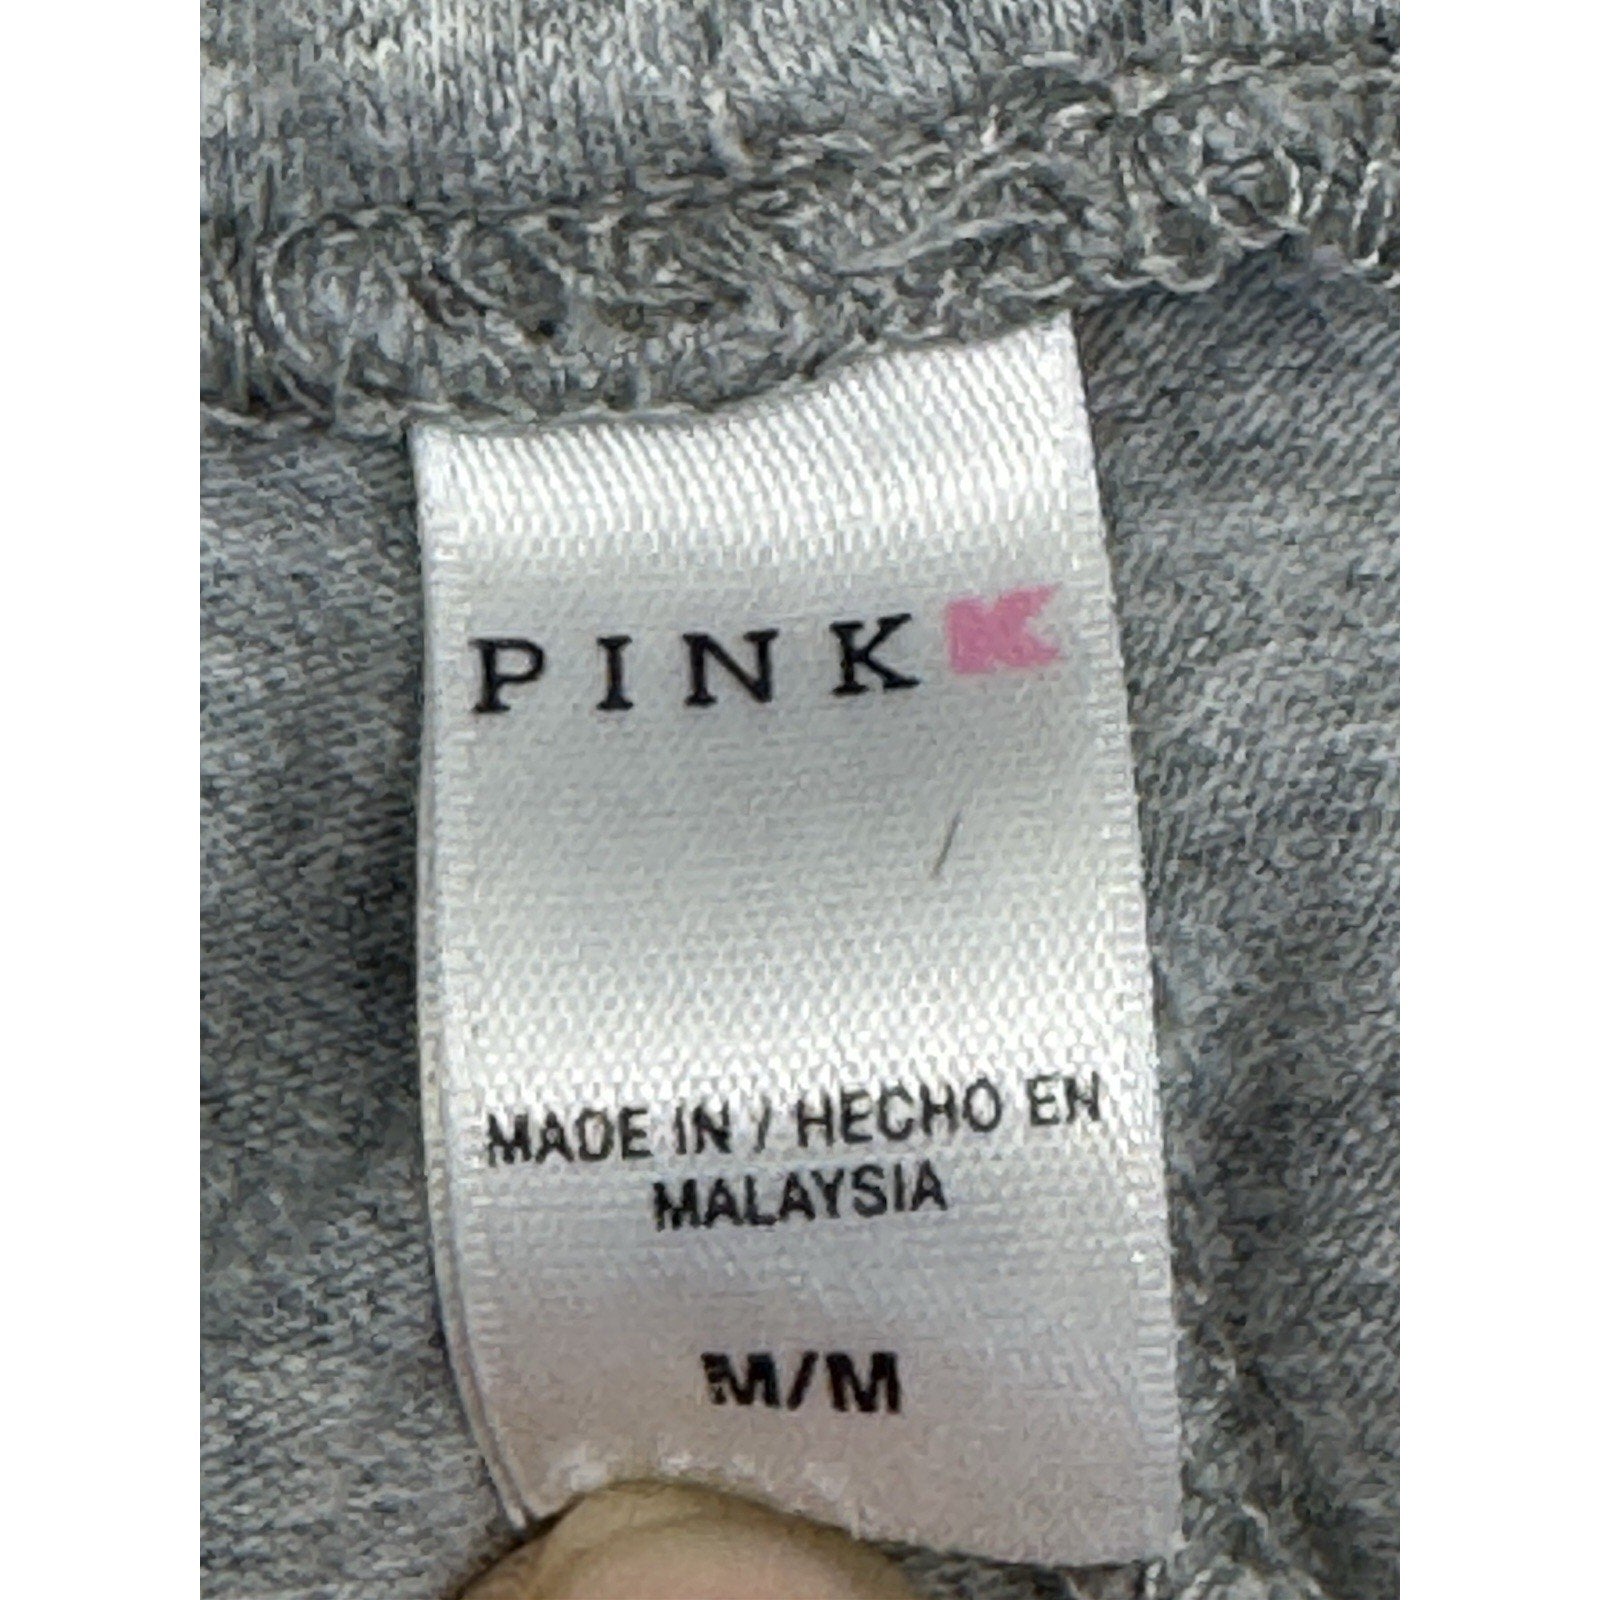 PINK K
MADE IN / HECHO EN
MALAYSIA
M/M